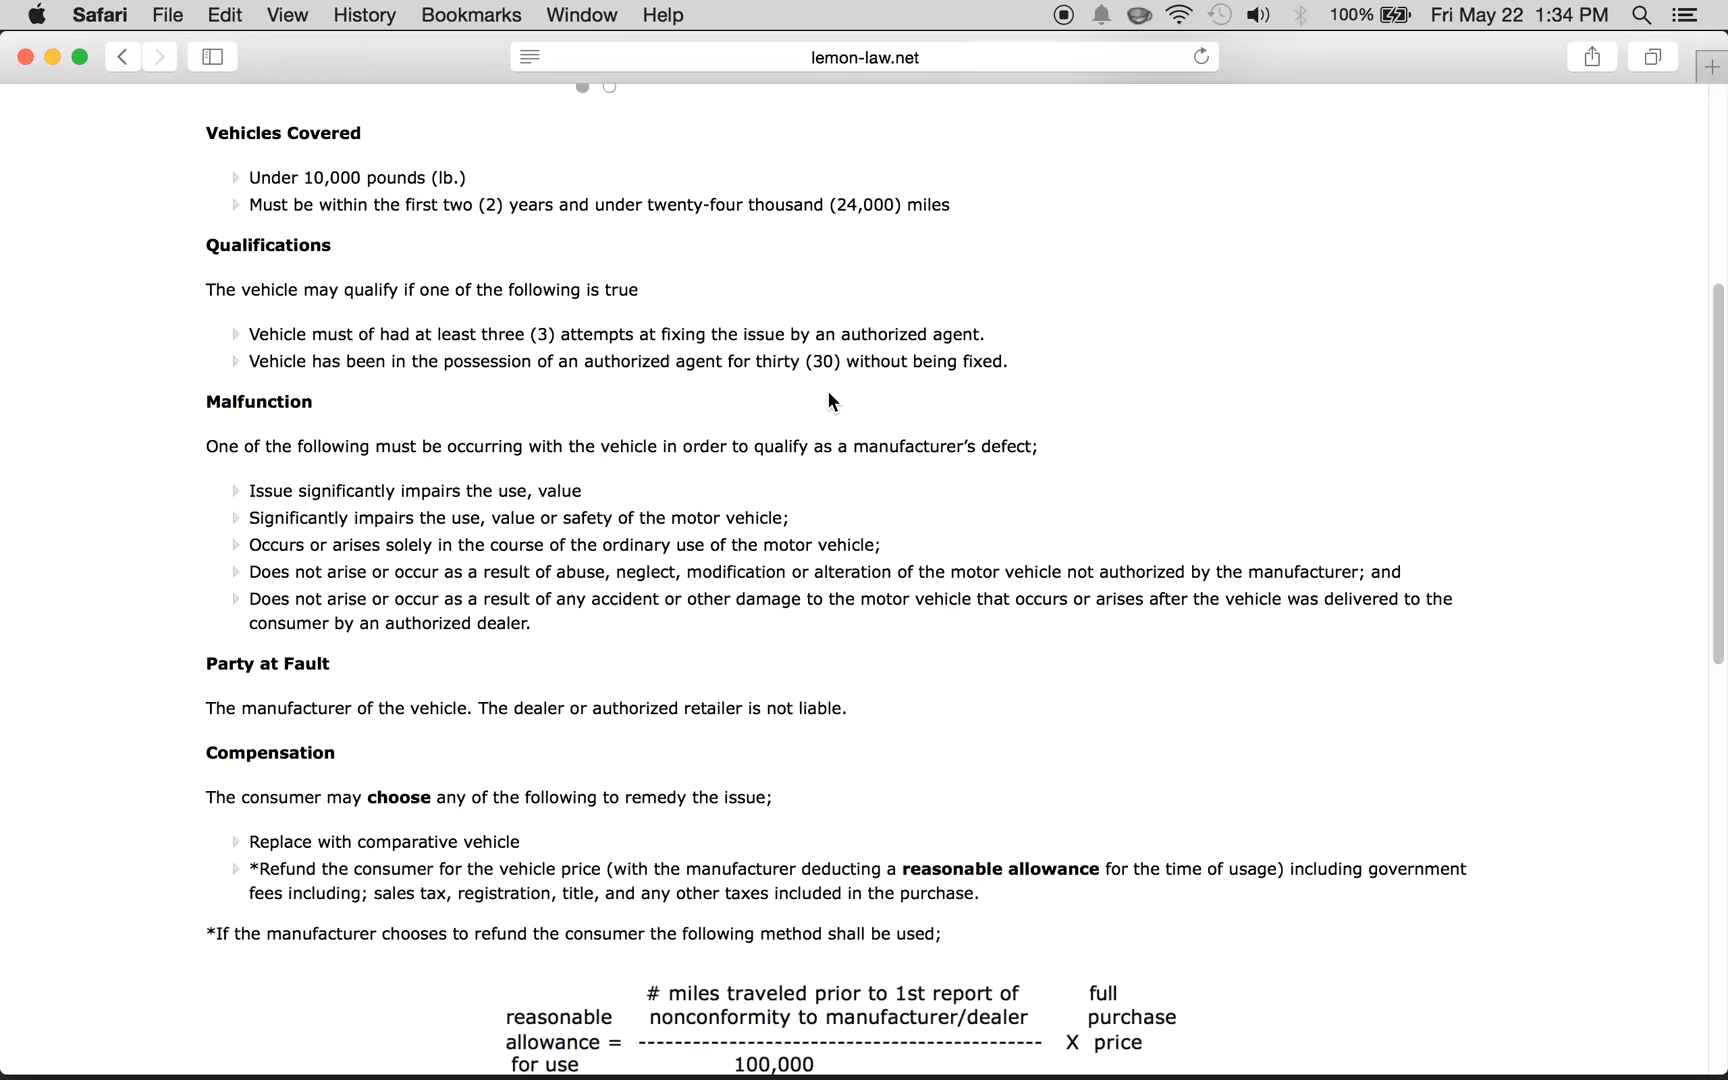 Safari File Edit View History Bookmarks Window Help 100% Fri May 22 1:34 PM
lemon-law.net
Vehicles Covered
Under 10,000 pounds (lb.)
Must be within the first two (2) years and under twenty-four thousand (24,000) miles
Qualifications
The vehicle may qualify if one of the following is true
Vehicle must of had at least three (3) attempts at fixing the issue by an authorized agent.
Vehicle has been in the possession of an authorized agent for thirty (30) without being fixed.
Malfunction
One of the following must be occurring with the vehicle in order to qualify as a manufacturer's defect;
Issue significantly impairs the use, value
Significantly impairs the use, value or safety of the motor vehicle;
Occurs or arises solely in the course of the ordinary use of the motor vehicle;
Does not arise or occur as a result of abuse, neglect, modification or alteration of the motor vehicle not authorized by the manufacturer; and
Does not arise or occur as a result of any accident or other damage to the motor vehicle that occurs or arises after the vehicle was delivered to the
consumer by an authorized dealer.
Party at Fault
The manufacturer of the vehicle. The dealer or authorized retailer is not liable.
Compensation
The consumer may choose any of the following to remedy the issue;
Replace with comparative vehicle
*Refund the consumer for the vehicle price (with the manufacturer deducting a reasonable allowance for the time of usage) including government
fees including; sales tax, registration, title, and any other taxes included in the purchase.
*If the manufacturer chooses to refund the consumer the following method shall be used;
# miles traveled prior to 1st report of full
reasonable nonconformity to manufacturer/dealer purchase
allowance = ------------------------------------------- X price
for use 100,000